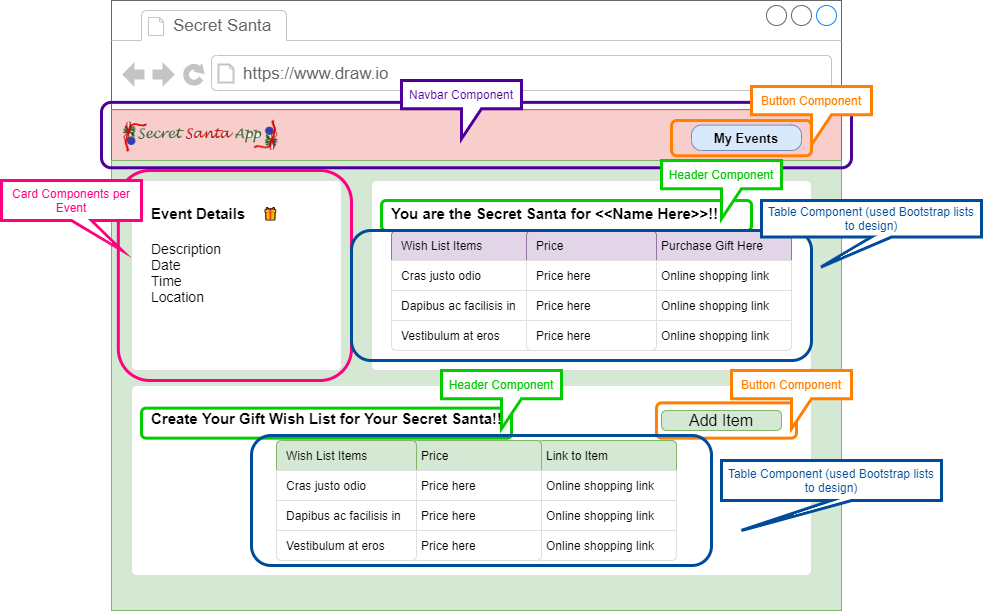 Secret Santa
https://www.draw.io
Navbar Component
Button Component
Secret Santa App
My Events
Header Component
Card Components per
Event
Event Details
Description
Date
Time
Location
You are the Secret Santa for <<Name Here>>!!
Table Component (used Bootstrap lists
to design)
Wish List Items Price Purchase Gift Here
Cras justo odio Price here Online shopping link
Dapibus ac facilisis in Price here Online shopping link
Vestibulum at eros Price here Online shopping link
Header Component
Button Component
Create Your Gift Wish List for Your Secret Santa!!
Add Item
Wish List Items Price Link to Item
Cras justo odio Price here Online shopping link
Dapibus ac facilisis in Price here Online shopping link
Vestibulum at eros Price here Online shopping link
Table Component (used Bootstrap lists
to design)